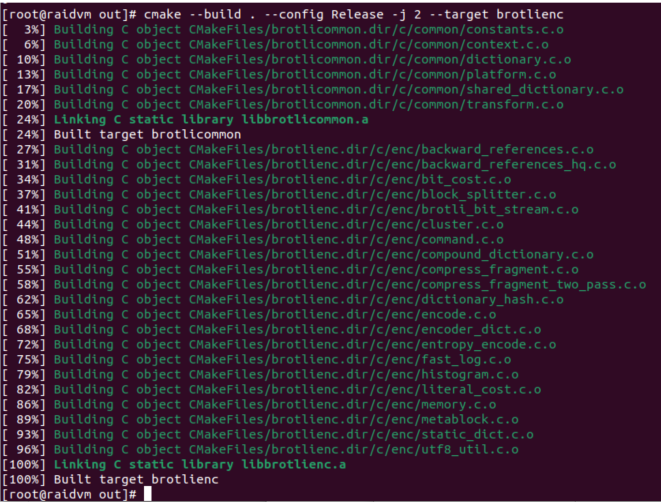 [root@raidvm out]# cmake --build . --config Release -j 2 --target brotlienc
[  3%] Building C object CMakeFiles/brotlicommon.dir/c/common/constants.c.o
[  6%] Building C object CMakeFiles/brotlicommon.dir/c/common/context.c.o
[ 10%] Building C object CMakeFiles/brotlicommon.dir/c/common/dictionary.c.o
[ 13%] Building C object CMakeFiles/brotlicommon.dir/c/common/platform.c.o
[ 17%] Building C object CMakeFiles/brotlicommon.dir/c/common/shared_dictionary.c.o
[ 20%] Building C object CMakeFiles/brotlicommon.dir/c/common/transform.c.o
[ 24%] Linking C static library libbrotlicommon.a
[ 24%] Built target brotlicommon
[ 27%] Building C object CMakeFiles/brotlienc.dir/c/enc/backward_references.c.o
[ 31%] Building C object CMakeFiles/brotlienc.dir/c/enc/backward_references_hq.c.o
[ 34%] Building C object CMakeFiles/brotlienc.dir/c/enc/bit_cost.c.o
[ 37%] Building C object CMakeFiles/brotlienc.dir/c/enc/block_splitter.c.o
[ 41%] Building C object CMakeFiles/brotlienc.dir/c/enc/brotli_bit_stream.c.o
[ 44%] Building C object CMakeFiles/brotlienc.dir/c/enc/cluster.c.o
[ 48%] Building C object CMakeFiles/brotlienc.dir/c/enc/command.c.o
[ 51%] Building C object CMakeFiles/brotlienc.dir/c/enc/compound_dictionary.c.o
[ 55%] Building C object CMakeFiles/brotlienc.dir/c/enc/compress_fragment.c.o
[ 58%] Building C object CMakeFiles/brotlienc.dir/c/enc/compress_fragment_two_pass.c.o
[ 62%] Building C object CMakeFiles/brotlienc.dir/c/enc/dictionary_hash.c.o
[ 65%] Building C object CMakeFiles/brotlienc.dir/c/enc/encode.c.o
[ 68%] Building C object CMakeFiles/brotlienc.dir/c/enc/encoder_dict.c.o
[ 72%] Building C object CMakeFiles/brotlienc.dir/c/enc/entropy_encode.c.o
[ 75%] Building C object CMakeFiles/brotlienc.dir/c/enc/fast_log.c.o
[ 79%] Building C object CMakeFiles/brotlienc.dir/c/enc/histogram.c.o
[ 82%] Building C object CMakeFiles/brotlienc.dir/c/enc/literal_cost.c.o
[ 86%] Building C object CMakeFiles/brotlienc.dir/c/enc/memory.c.o
[ 89%] Building C object CMakeFiles/brotlienc.dir/c/enc/metablock.c.o
[ 93%] Building C object CMakeFiles/brotlienc.dir/c/enc/static_dict.c.o
[ 96%] Building C object CMakeFiles/brotlienc.dir/c/enc/utf8_util.c.o
[100%] Linking C static library libbrotlienc.a
[100%] Built target brotlienc
[root@raidvm out]#